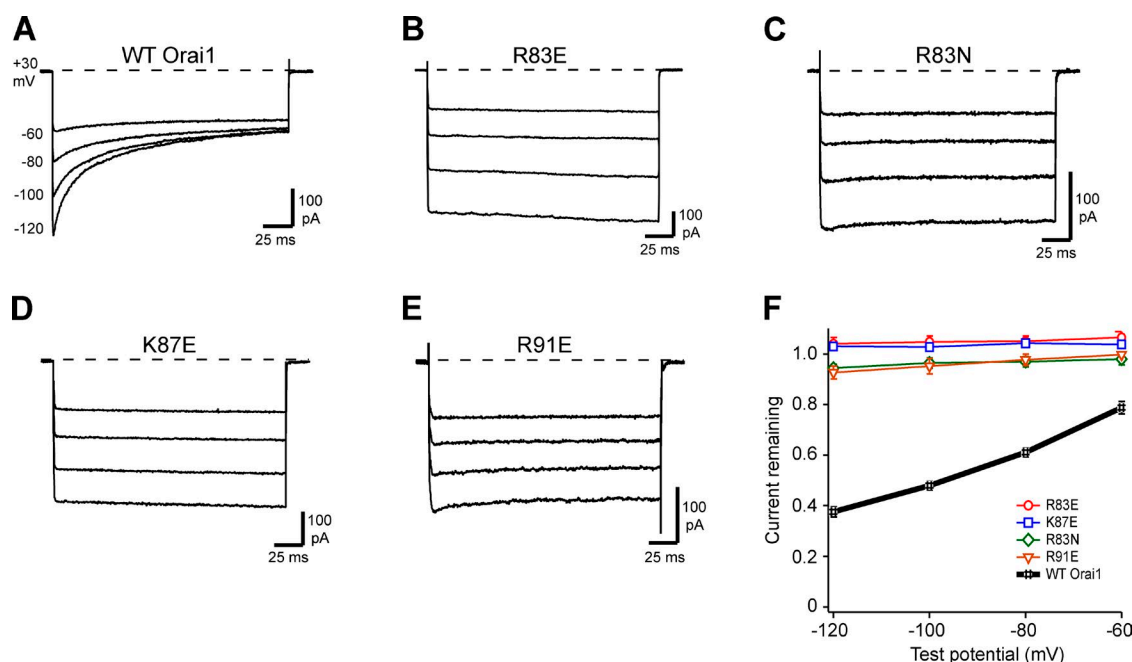 A
WT Orai1
+30
mV
-60
-80
-100
-120
100
pA
25 ms
B
R83E
100
pA
25 ms
C
R83N
100
pA
25 ms
D
K87E
100
pA
25 ms
E
R91E
100
pA
25 ms
F
Current remaining
1.0
0.8
0.6
0.4
0.2
0
R83E
K87E
R83N
R91E
WT Orai1
-120 -100 -80 -60
Test potential (mV)